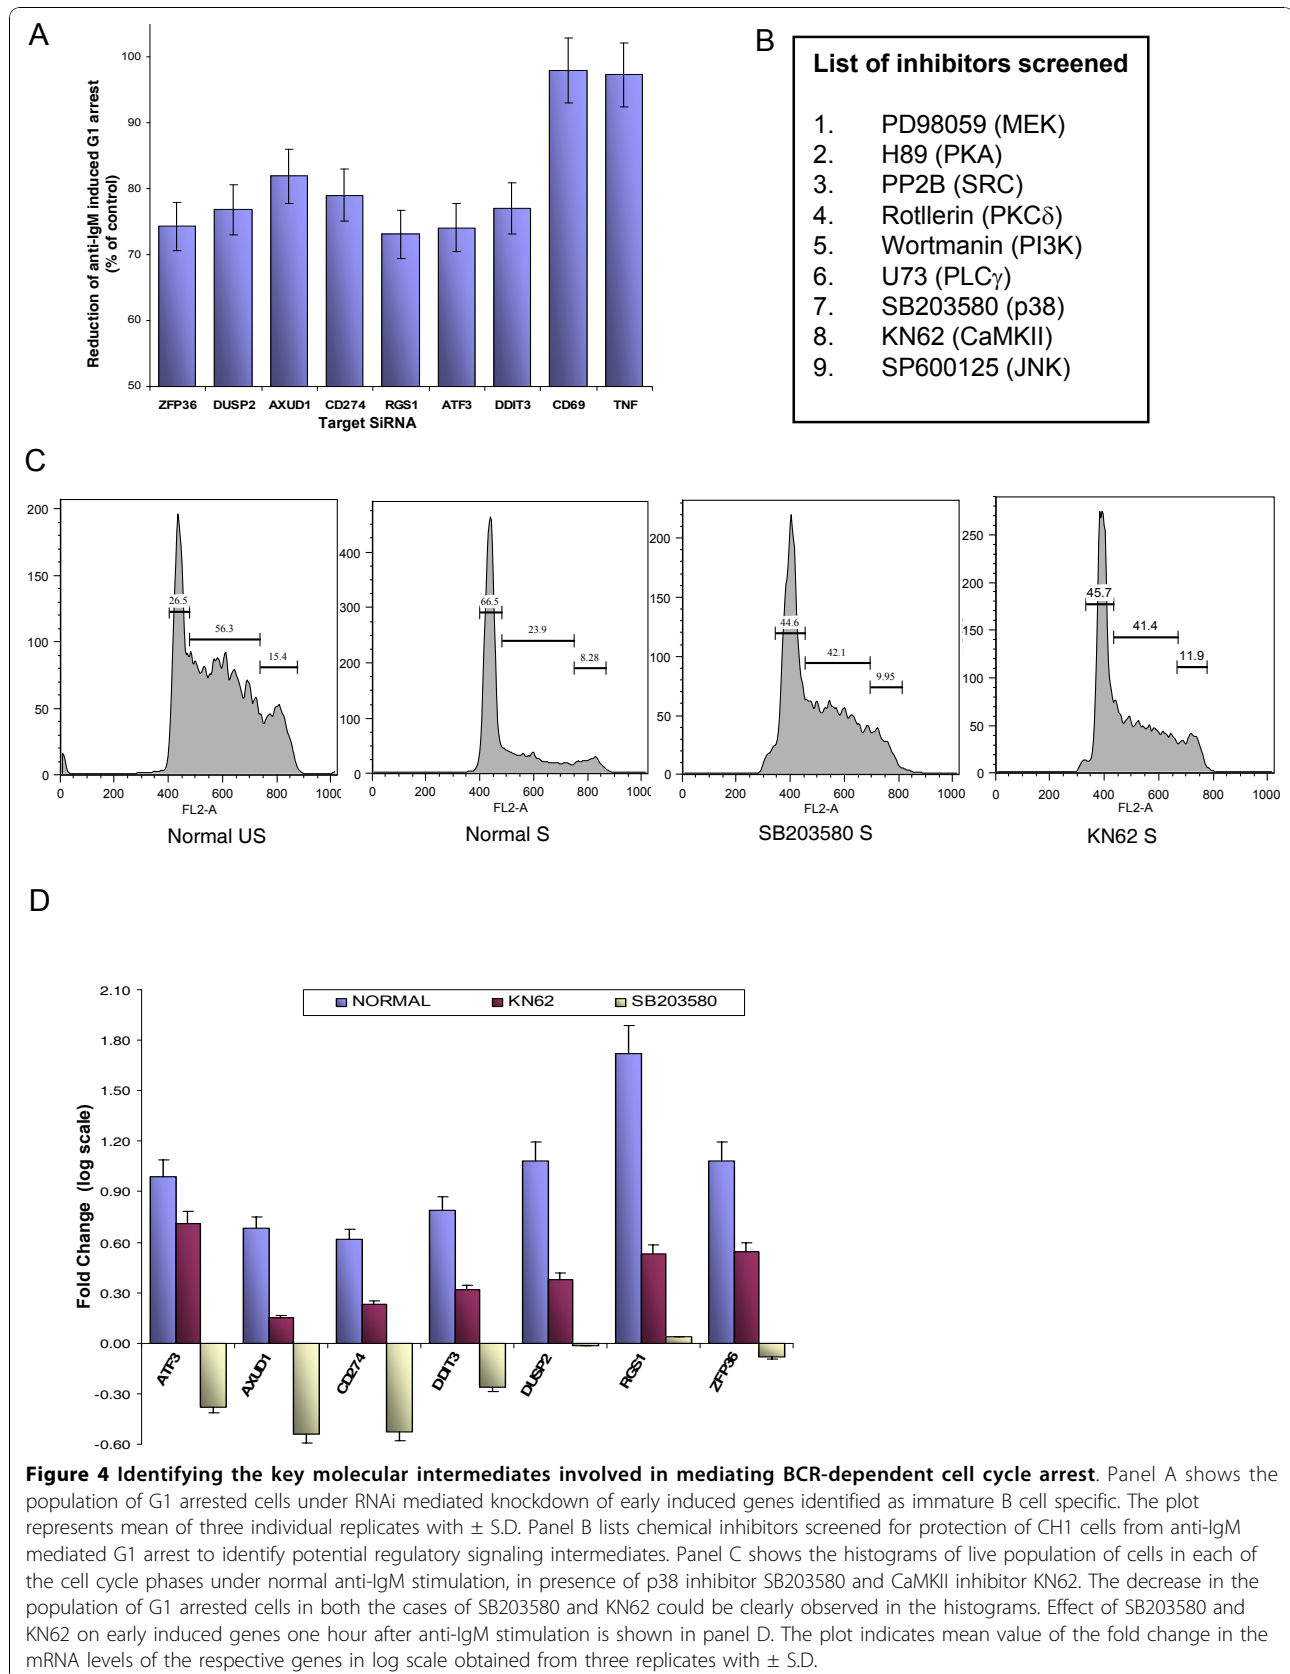 A
Reduction of anti-IgM induced G1 arrest
(% of control)
100
90
80
70
60
50
ZFP36 DUSP2 AXUD1 CD274 RGS1 ATF3 DDIT3 CD69 TNF
Target SiRNA
B
List of inhibitors screened
1. PD98059 (MEK)
2. H89 (PKA)
3. PP2B (SRC)
4. Rotllerin (PKCδ)
5. Wortmanin (PI3K)
6. U73 (PLCγ)
7. SB203580 (p38)
8. KN62 (CaMKII)
9. SP600125 (JNK)
C
200
150
100
50
0
26.5
56.3
15.4
0 200 400 600 800 1000
FL2-A
Normal US
400
300
200
100
0
66.5
23.9
8.28
0 200 400 600 800 1000
FL2-A
Normal S
200
150
100
50
0
44.6
42.1
9.95
0 200 400 600 800 1000
FL2-A
SB203580 S
250
200
150
100
50
0
45.7
41.4
11.9
0 200 400 600 800 1000
FL2-A
KN62 S
D
Fold Change (log scale)
2.10
1.80
1.50
1.20
0.90
0.60
0.30
0.00
-0.30
-0.60
NORMAL KN62 SB203580
ATF3 AXUD1 CD274 DDIT3 DUSP2 RGS1 ZFP36
Figure 4 Identifying the key molecular intermediates involved in mediating BCR-dependent cell cycle arrest. Panel A shows the
population of G1 arrested cells under RNAi mediated knockdown of early induced genes identified as immature B cell specific. The plot
represents mean of three individual replicates with ± S.D. Panel B lists chemical inhibitors screened for protection of CH1 cells from anti-IgM
mediated G1 arrest to identify potential regulatory signaling intermediates. Panel C shows the histograms of live population of cells in each of
the cell cycle phases under normal anti-IgM stimulation, in presence of p38 inhibitor SB203580 and CaMKII inhibitor KN62. The decrease in the
population of G1 arrested cells in both the cases of SB203580 and KN62 could be clearly observed in the histograms. Effect of SB203580 and
KN62 on early induced genes one hour after anti-IgM stimulation is shown in panel D. The plot indicates mean value of the fold change in the
mRNA levels of the respective genes in log scale obtained from three replicates with ± S.D.